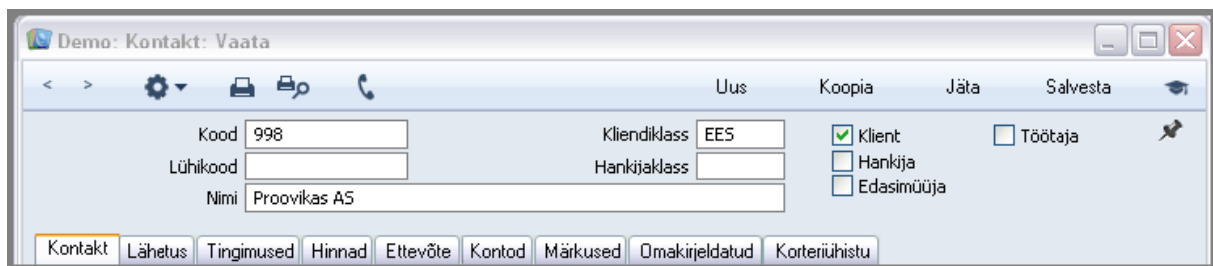 Demo: Kontakt: Vaata
< > Uus Koopia Jäta Salvesta
Kood 998 Kliendiklass EES Klient Töötaja
Lühikood Hankijaklass Hankija
Edasimüüja
Nimi Proovikas AS
Kontakt Lähetus Tingimused Hinnad Ettevõte Kontod Märkused Omakirjeldatud Korteriühistu